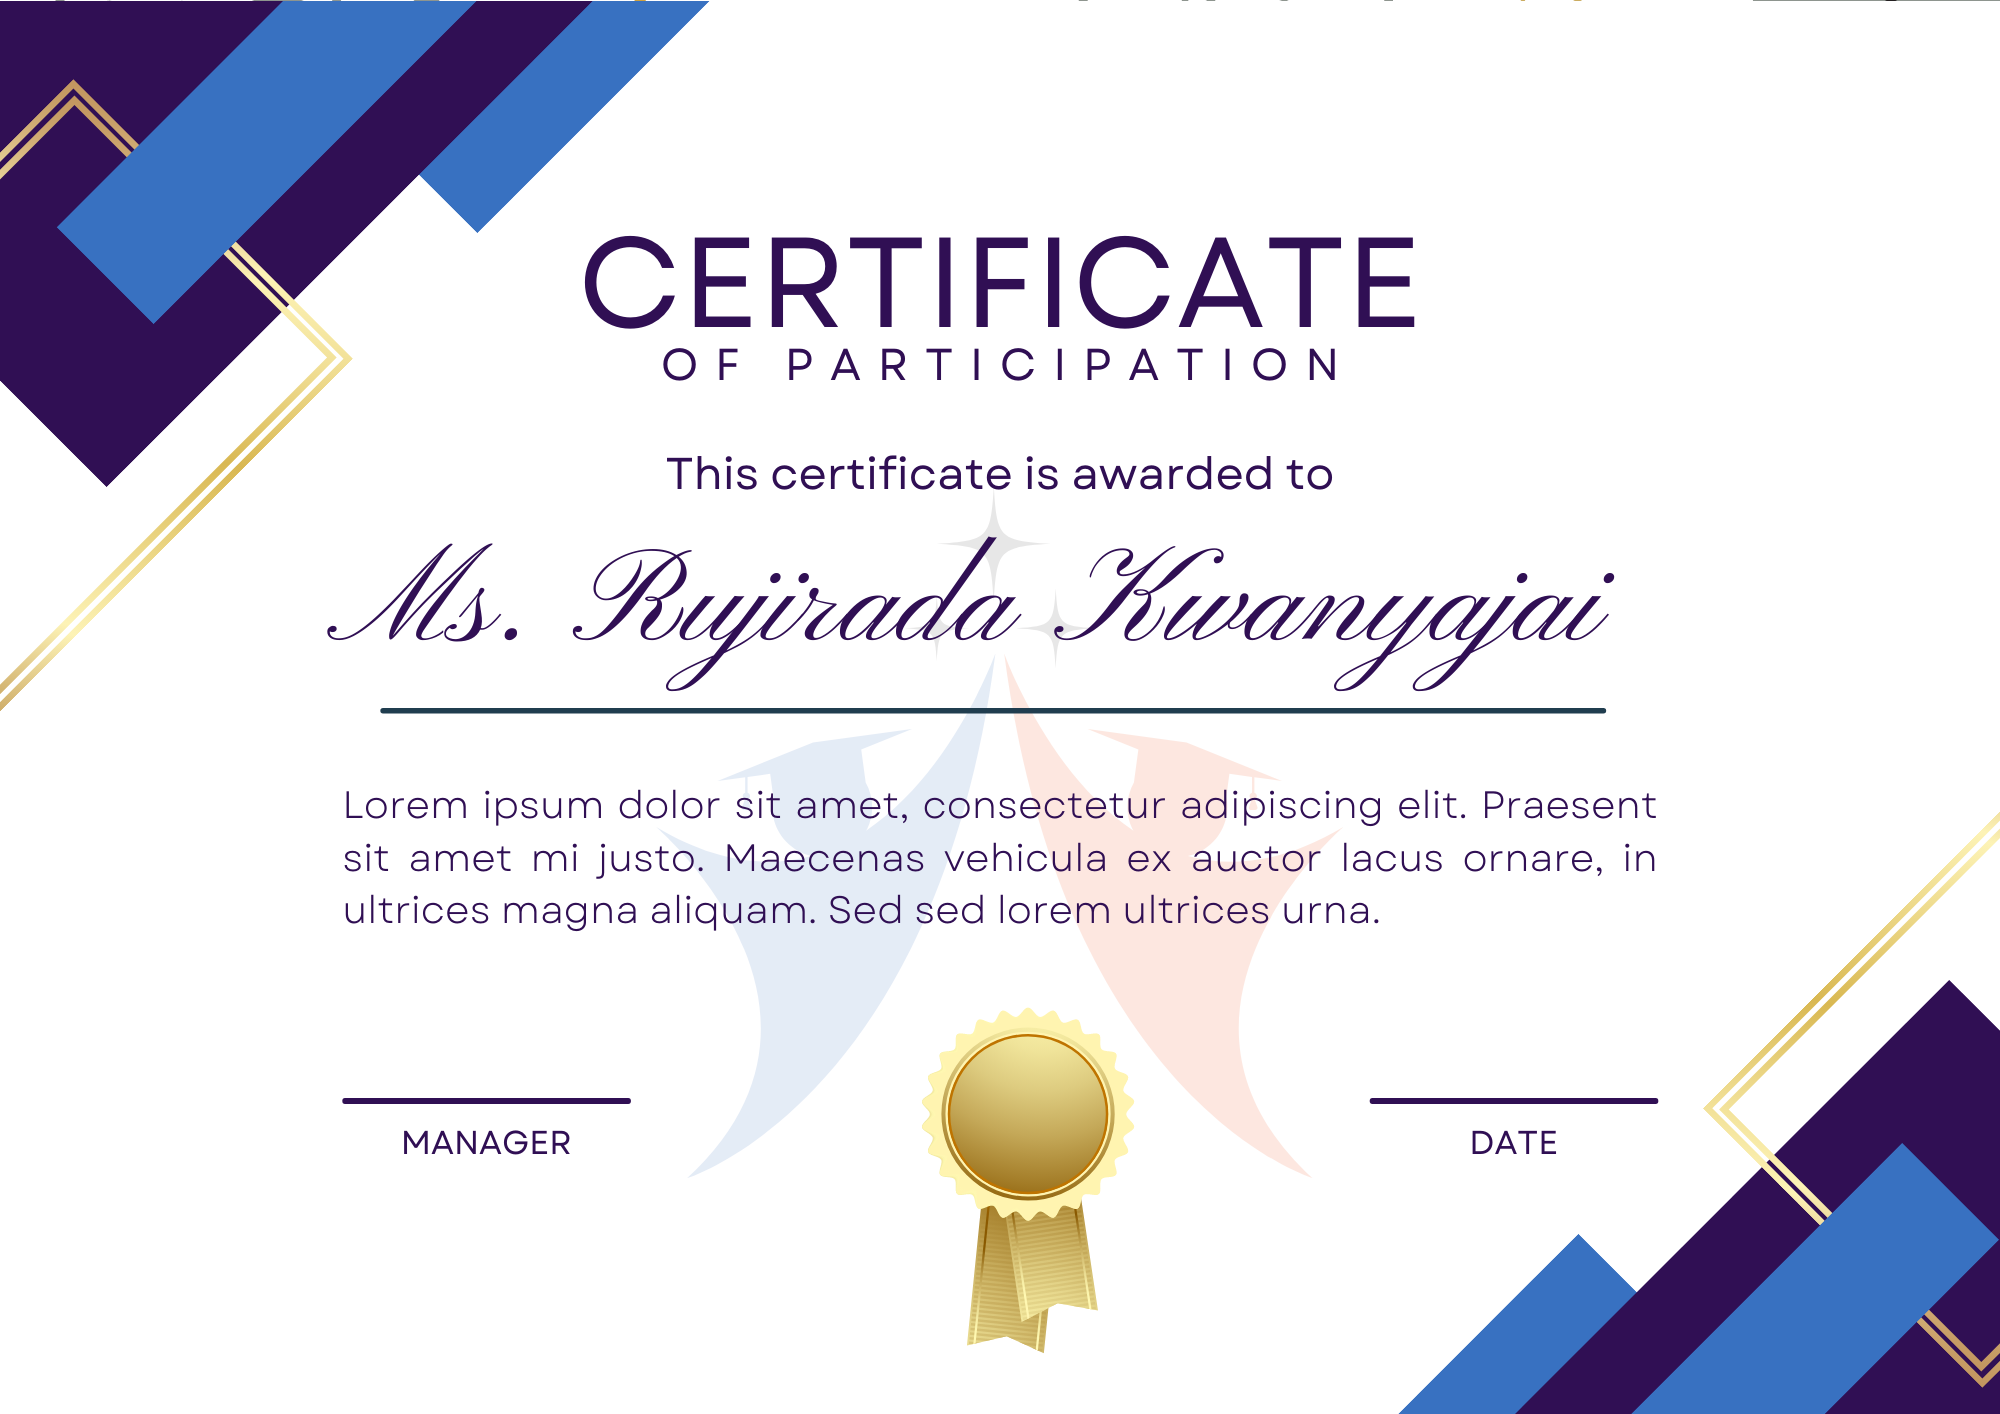 CERTIFICATE
OF PARTICIPATION
This certificate is awarded to
Ms. Rujirada Kwanyajai
Lorem ipsum dolor sit amet, consectetur adipiscing elit. Praesent
sit amet mi justo. Maecenas vehicula ex auctor lacus ornare, in
ultrices magna aliquam. Sed sed lorem ultrices urna.
MANAGER
DATE